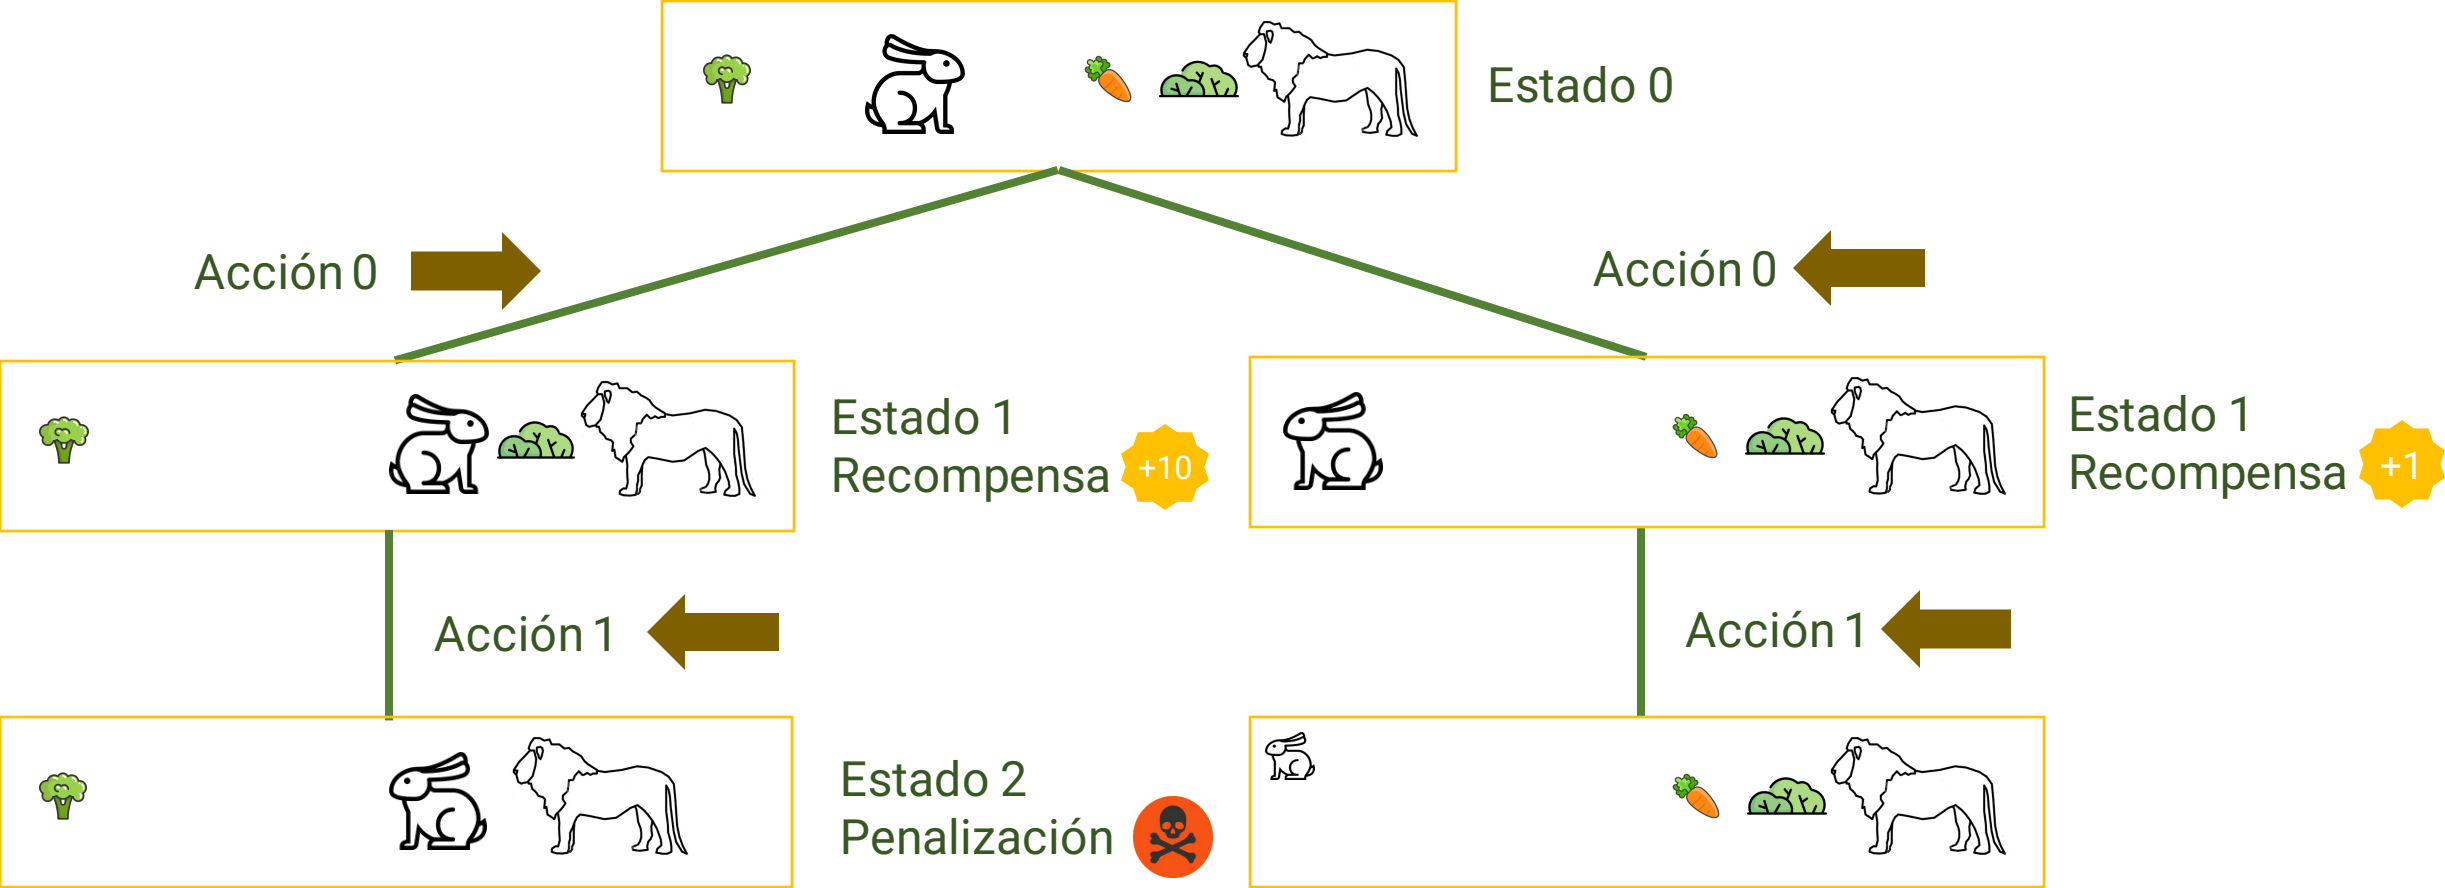 Estado 0
Acción 0
Acción 0
Estado 1
Recompensa +10
Estado 1
Recompensa +1
Acción 1
Acción 1
Estado 2
Penalización